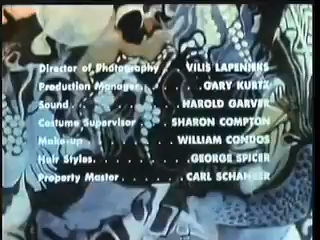 Director of Photography . . VILIS LAPENIEKS
Production Manager. . . . . . GARY KURTZ
Sound . . . . . . . . . . HAROLD GARVER
Costume Supervisor . . . SHARON COMPTON
Make-up . . . . . . . . WILLIAM CONDOS
Hair Styles. . . . . . . . . GEORGE SPICER
Property Master . . . . . . CARL SCHANGER